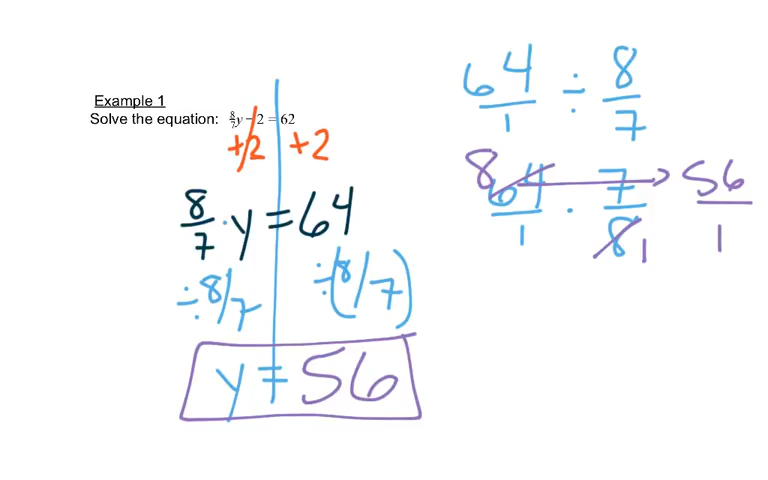 Example 1
Solve the equation: 8/7 y − 2 = 62
+2 +2
8/7 · y = 64
÷ 8/7 ÷ (8/7)
y = 56
64/1 ÷ 8/7
8 64/1 · 7/8 1 → 56/1